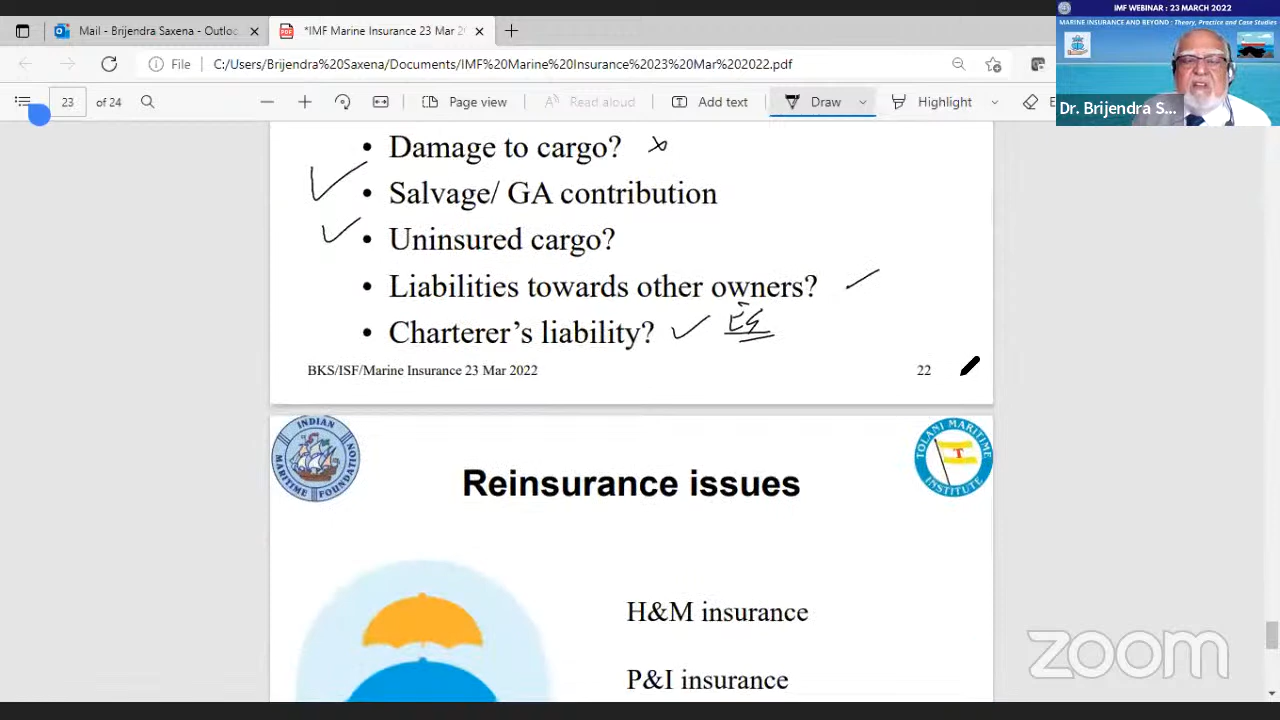 Mail - Brijendra Saxena - Outloo
*IMF Marine Insurance 23 Mar 2
IMF WEBINAR : 23 MARCH 2022
MARINE INSURANCE AND BEYOND : Theory, Practice and Case Studies
File
C:/Users/Brijendra%20Saxena/Documents/IMF%20Marine%20Insurance%2023%20Mar%202022.pdf
23 of 24
Page view
Read aloud
Add text
Draw
Highlight
Dr. Brijendra S...
• Damage to cargo?
• Salvage/ GA contribution
• Uninsured cargo?
• Liabilities towards other owners?
• Charterer's liability?
BKS/ISF/Marine Insurance 23 Mar 2022
22
INDIAN MARITIME FOUNDATION
Reinsurance issues
TOLANI MARITIME INSTITUTE
T
H&M insurance
P&I insurance
zoom